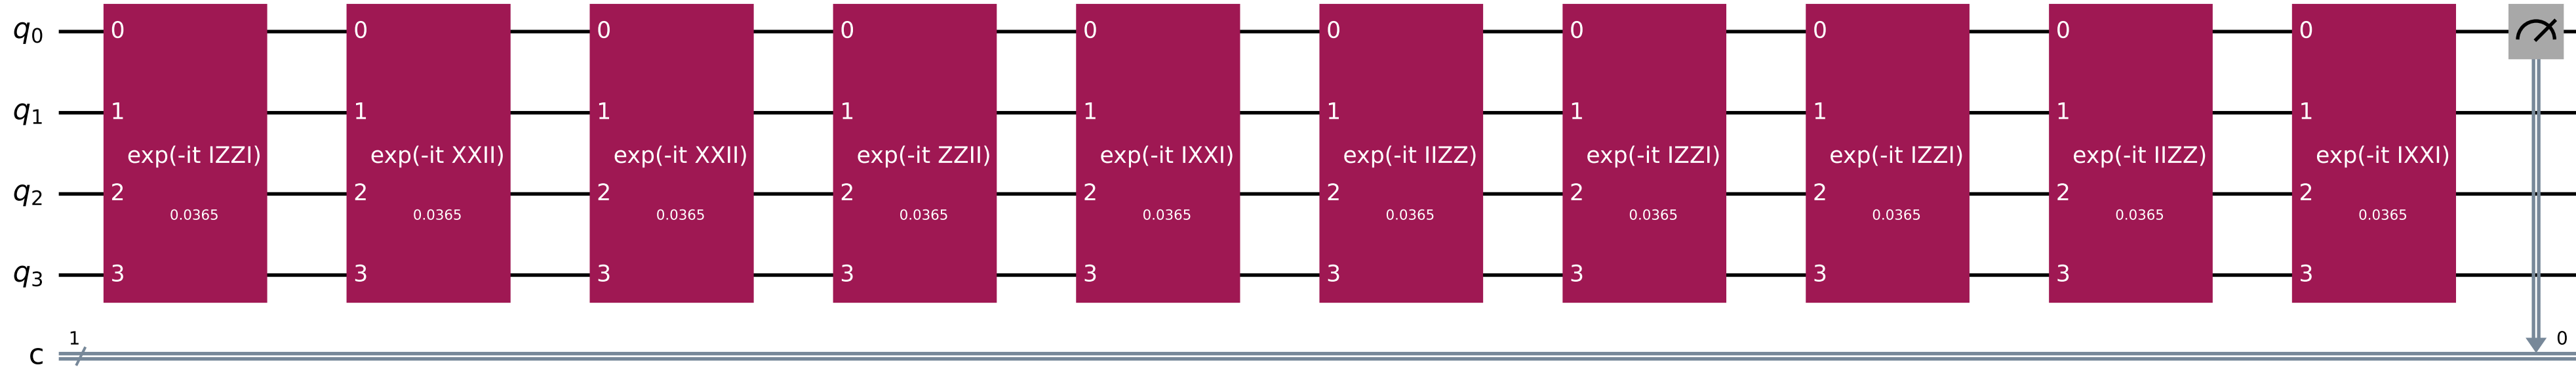 q0 0 0 0 0 0 0 0 0 0 0
q1 1 1 1 1 1 1 1 1 1 1
exp(-it IZZI) exp(-it XXII) exp(-it XXII) exp(-it ZZII) exp(-it IXXI) exp(-it IIZZ) exp(-it IZZI) exp(-it IZZI) exp(-it IIZZ) exp(-it IXXI)
q2 2 2 2 2 2 2 2 2 2 2
0.0365 0.0365 0.0365 0.0365 0.0365 0.0365 0.0365 0.0365 0.0365 0.0365
q3 3 3 3 3 3 3 3 3 3 3
1 0
c